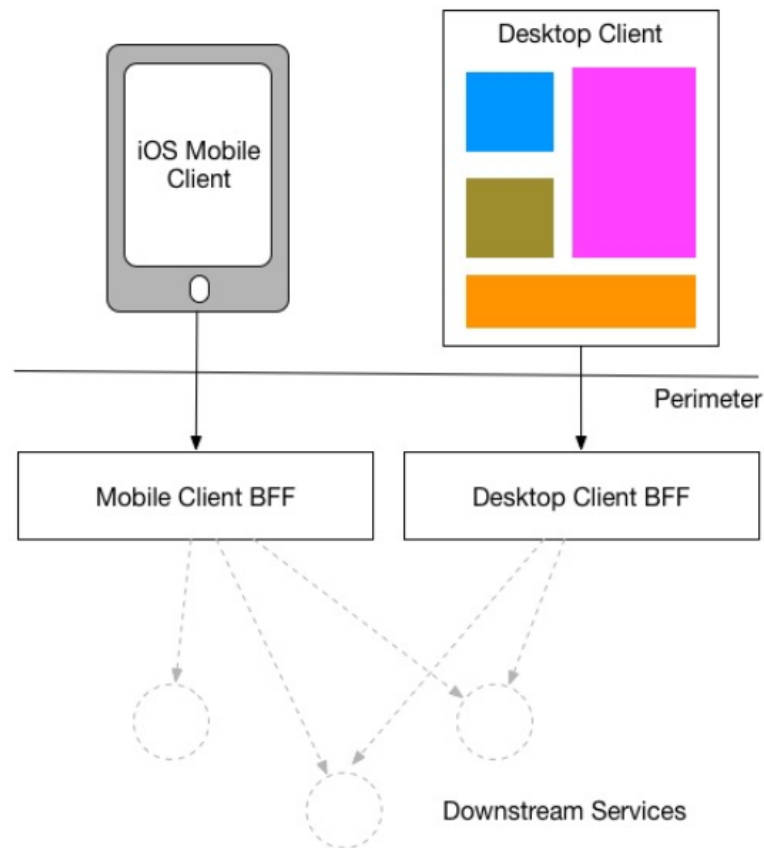 Desktop Client
iOS Mobile
Client
Perimeter
Mobile Client BFF
Desktop Client BFF
Downstream Services